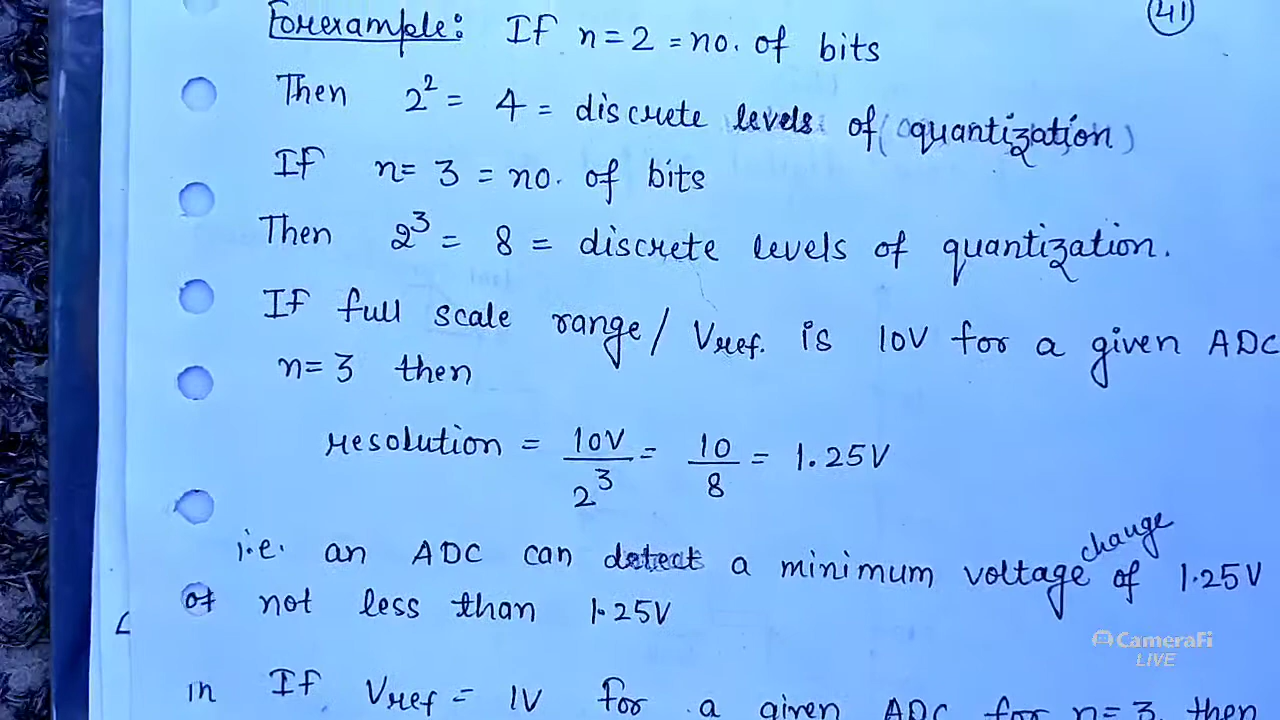 41
For example: If n = 2 = no. of bits
Then 2² = 4 = discrete levels of (quantization)
If n = 3 = no. of bits
Then 2³ = 8 = discrete levels of quantization.
If full scale range / Vref. is 10V for a given ADC
n = 3 then
resolution = 10V/2³ = 10/8 = 1.25V
i.e. an ADC can detect a minimum voltage change of 1.25V
of not less than 1.25V
in If Vref = 1V for a given ADC for n = 3 then
CameraFi
LIVE